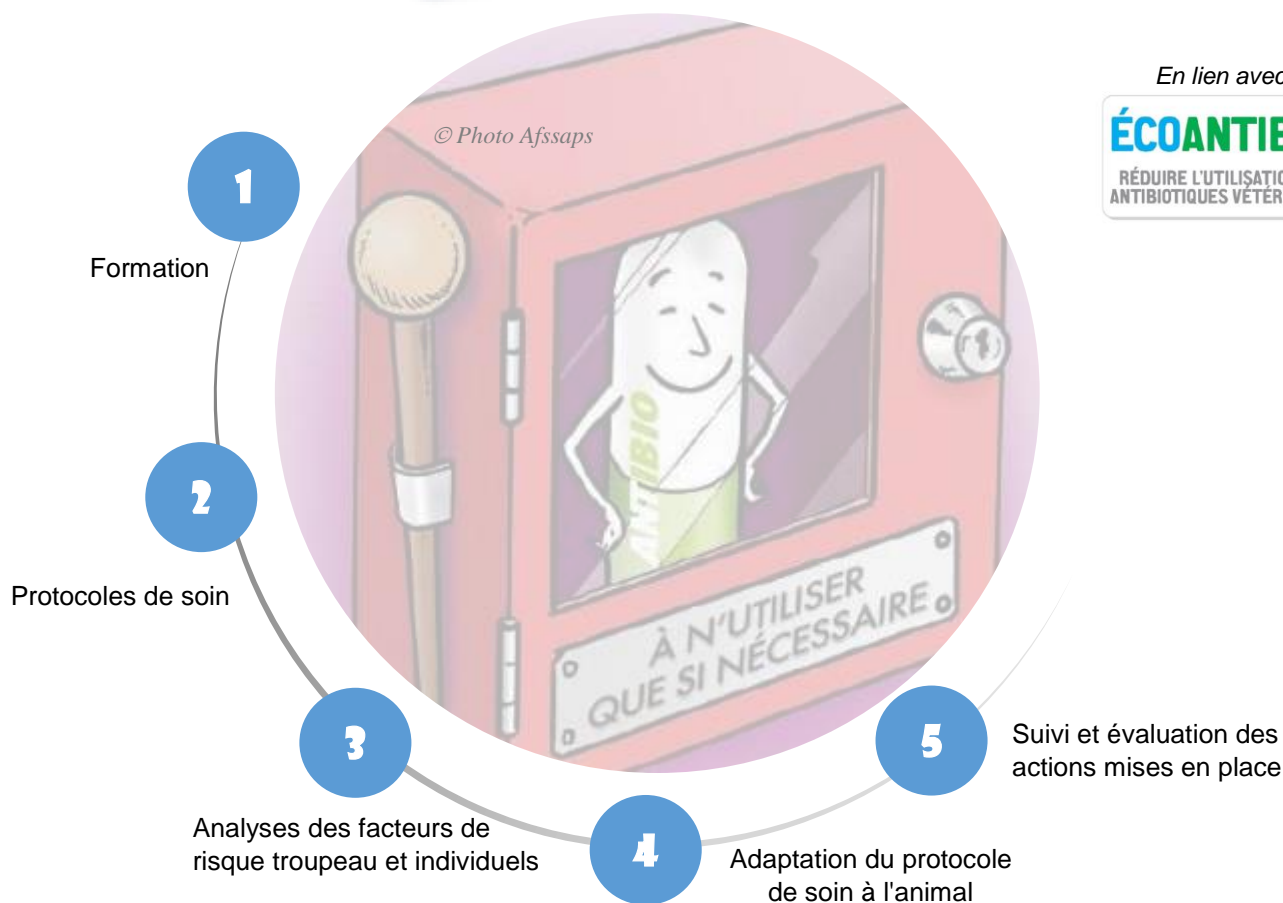 En lien avec
ÉCOANTIB
RÉDUIRE L'UTILISATIO
ANTIBIOTIQUES VÉTÉR
© Photo Afssaps
1
Formation
ANTIBIO
2
Protocoles de soin
À N'UTILISER
QUE SI NÉCESSAIRE
3
Analyses des facteurs de
risque troupeau et individuels
4
Adaptation du protocole
de soin à l'animal
5
Suivi et évaluation des
actions mises en place